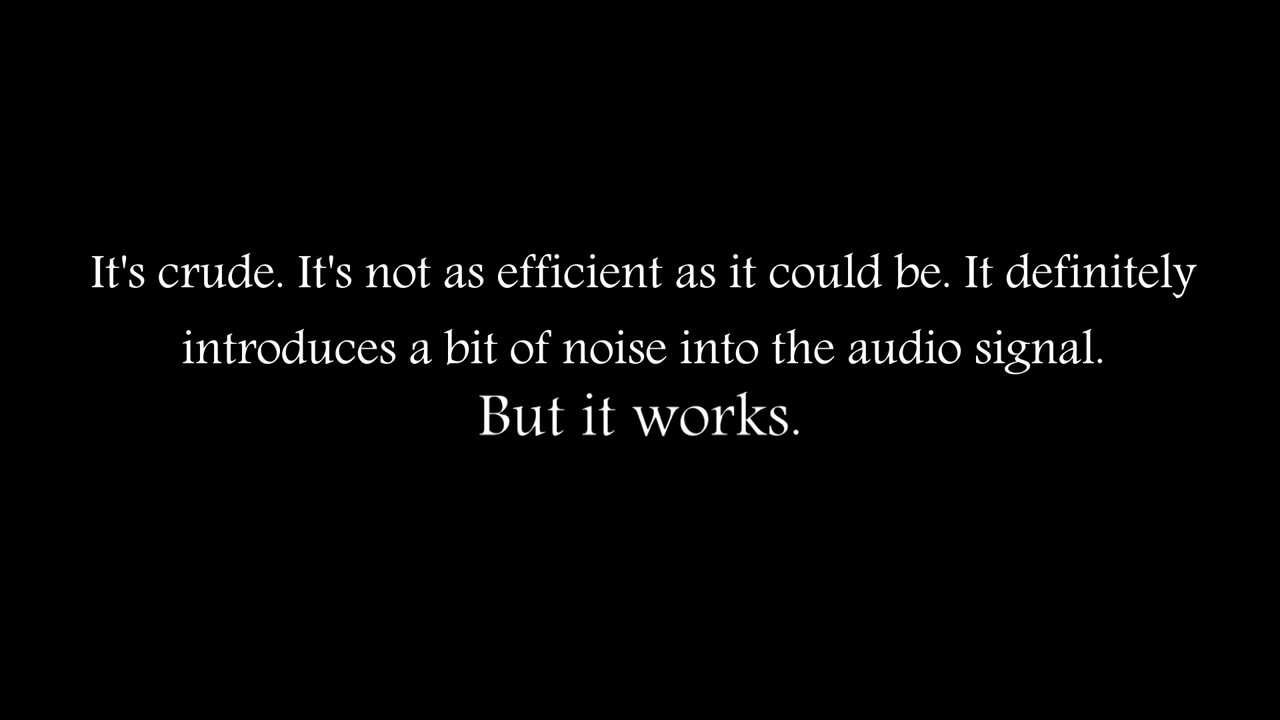 It's crude. It's not as efficient as it could be. It definitely
introduces a bit of noise into the audio signal.
But it works.